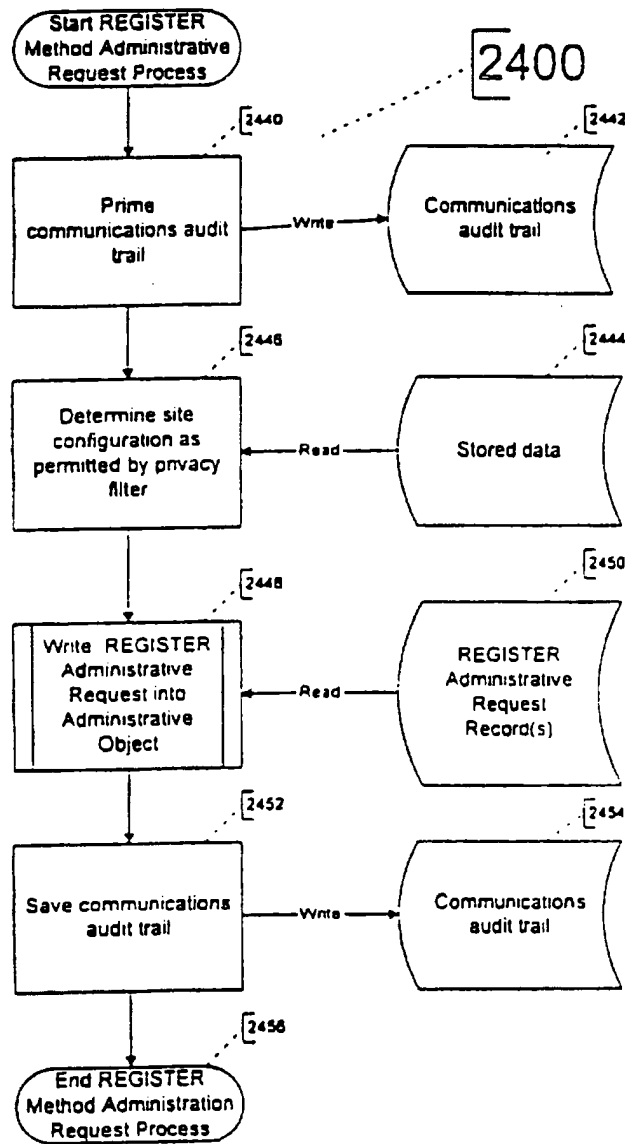 Start REGISTER
Method Administrative
Request Process
2400
2440
2442
Prime
communications audit
trail
Write
Communications
audit trail
2446
2444
Determine site
configuration as
permitted by privacy
filter
Read
Stored data
2448
2450
Write REGISTER
Administrative
Request into
Administrative
Object
Read
REGISTER
Administrative
Request
Record(s)
2452
2454
Save communications
audit trail
Write
Communications
audit trail
2456
End REGISTER
Method Administration
Request Process